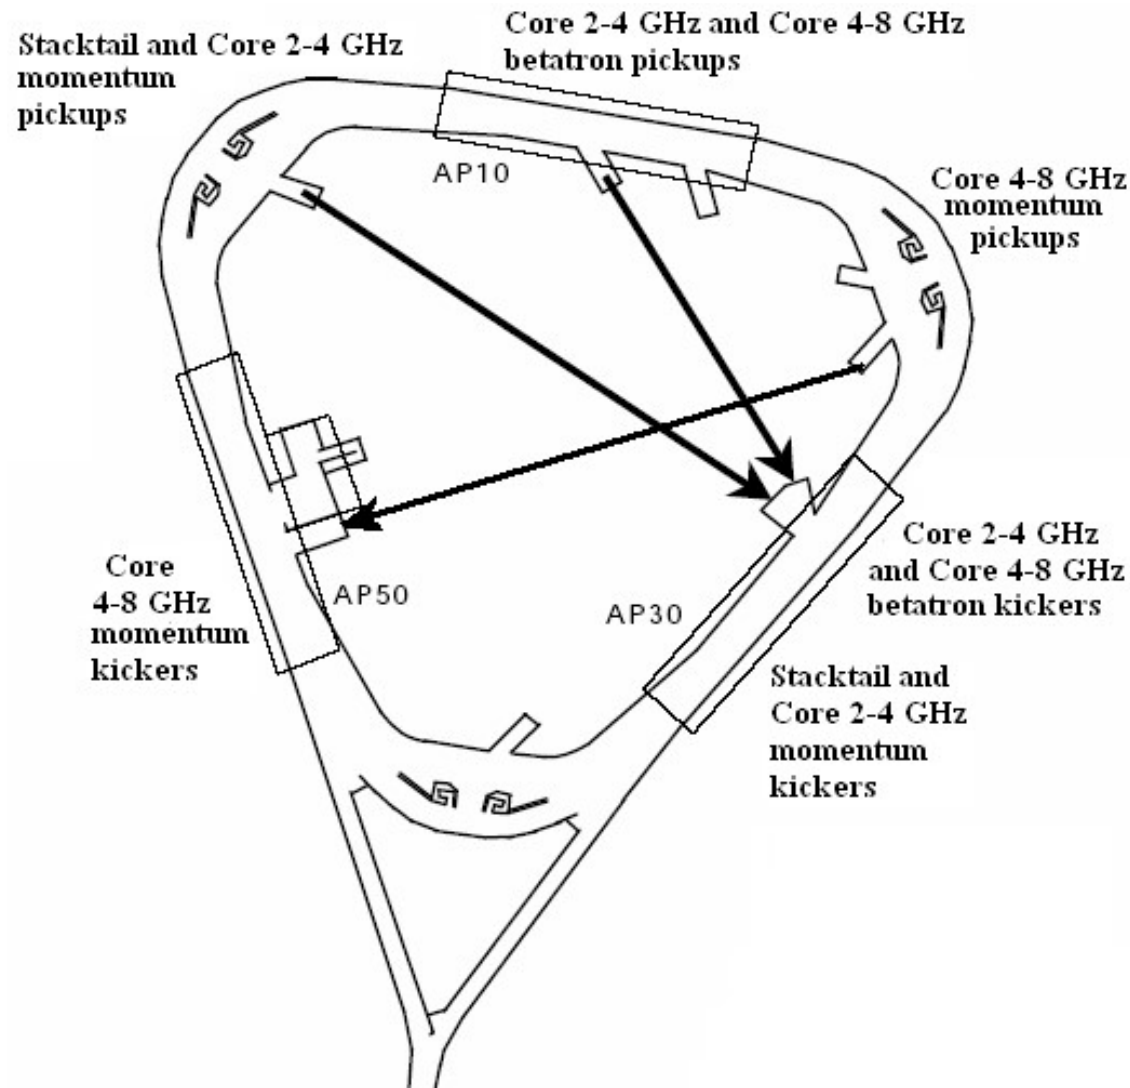 Stacktail and Core 2-4 GHz
momentum
pickups
Core 2-4 GHz and Core 4-8 GHz
betatron pickups
AP10
Core 4-8 GHz
momentum
pickups
Core 2-4 GHz
and Core 4-8 GHz
betatron kickers
Core
4-8 GHz
momentum
kickers
AP50
AP30
Stacktail and
Core 2-4 GHz
momentum
kickers